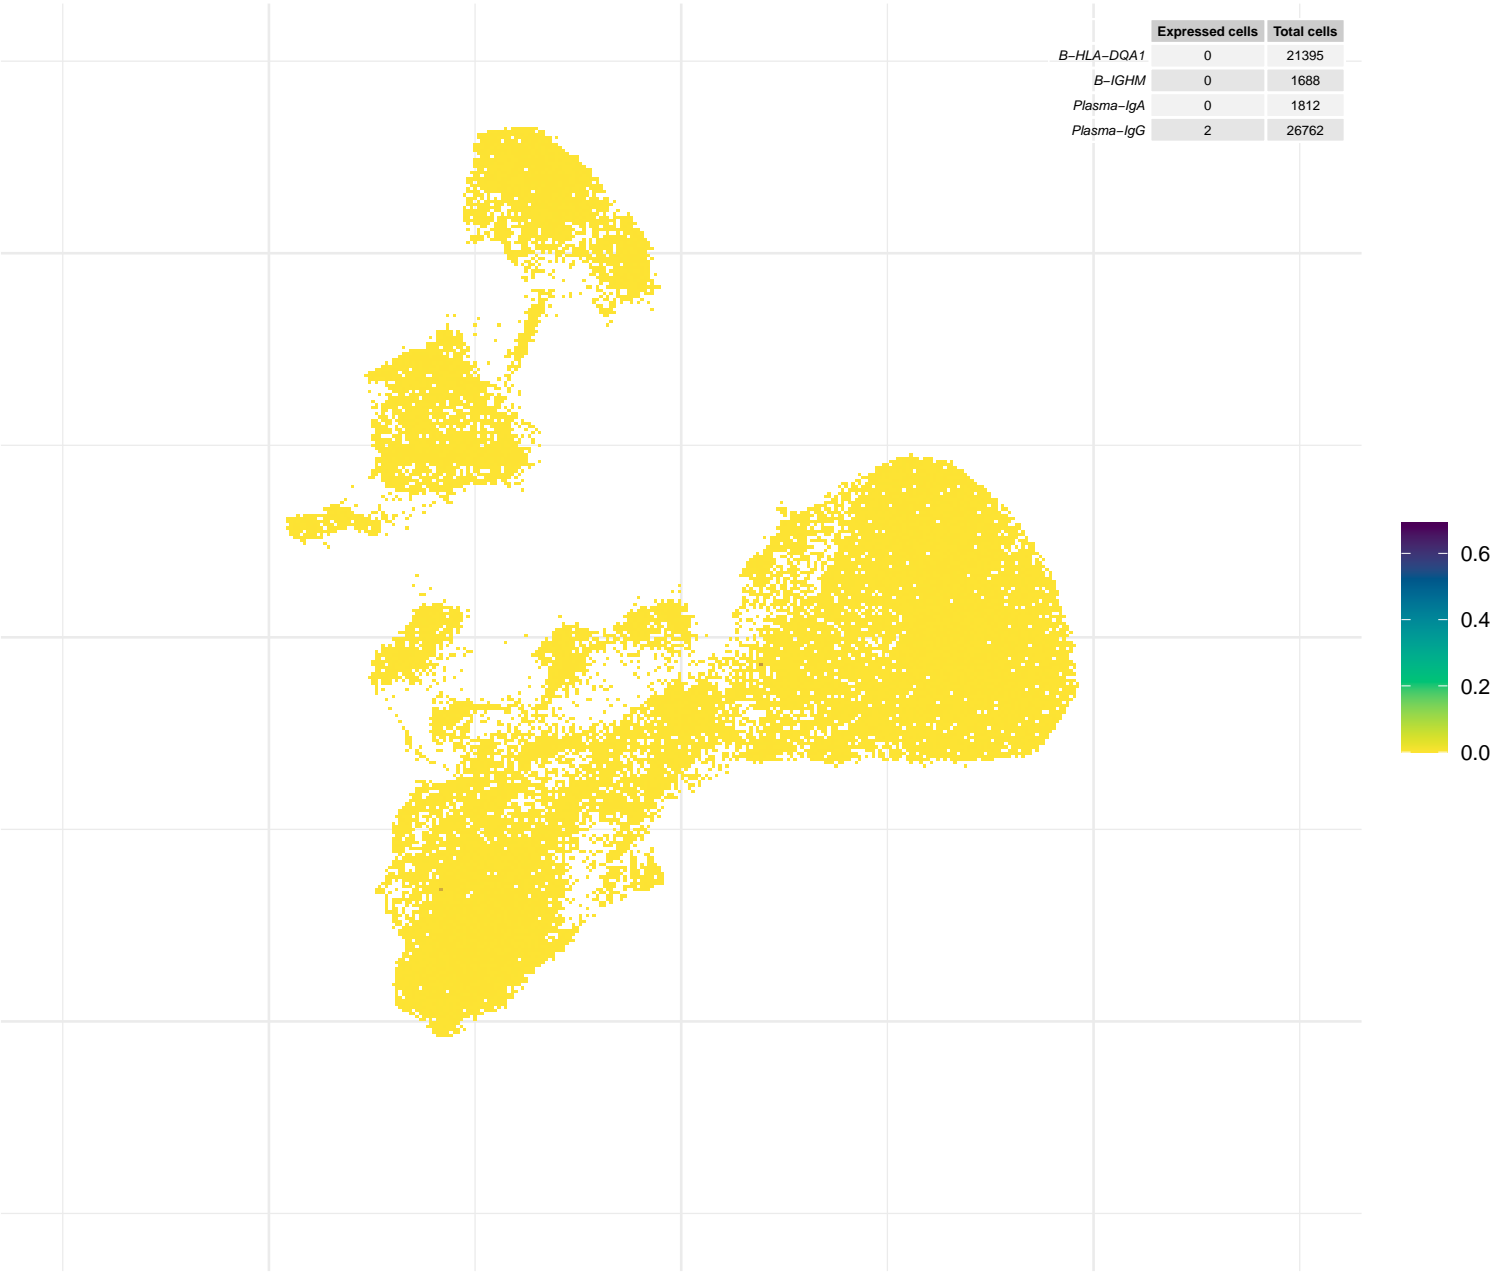 Expressed cells Total cells
B-HLA-DQA1 0 21395
B-IGHM 0 1688
Plasma-IgA 0 1812
Plasma-IgG 2 26762
0.6
0.4
0.2
0.0